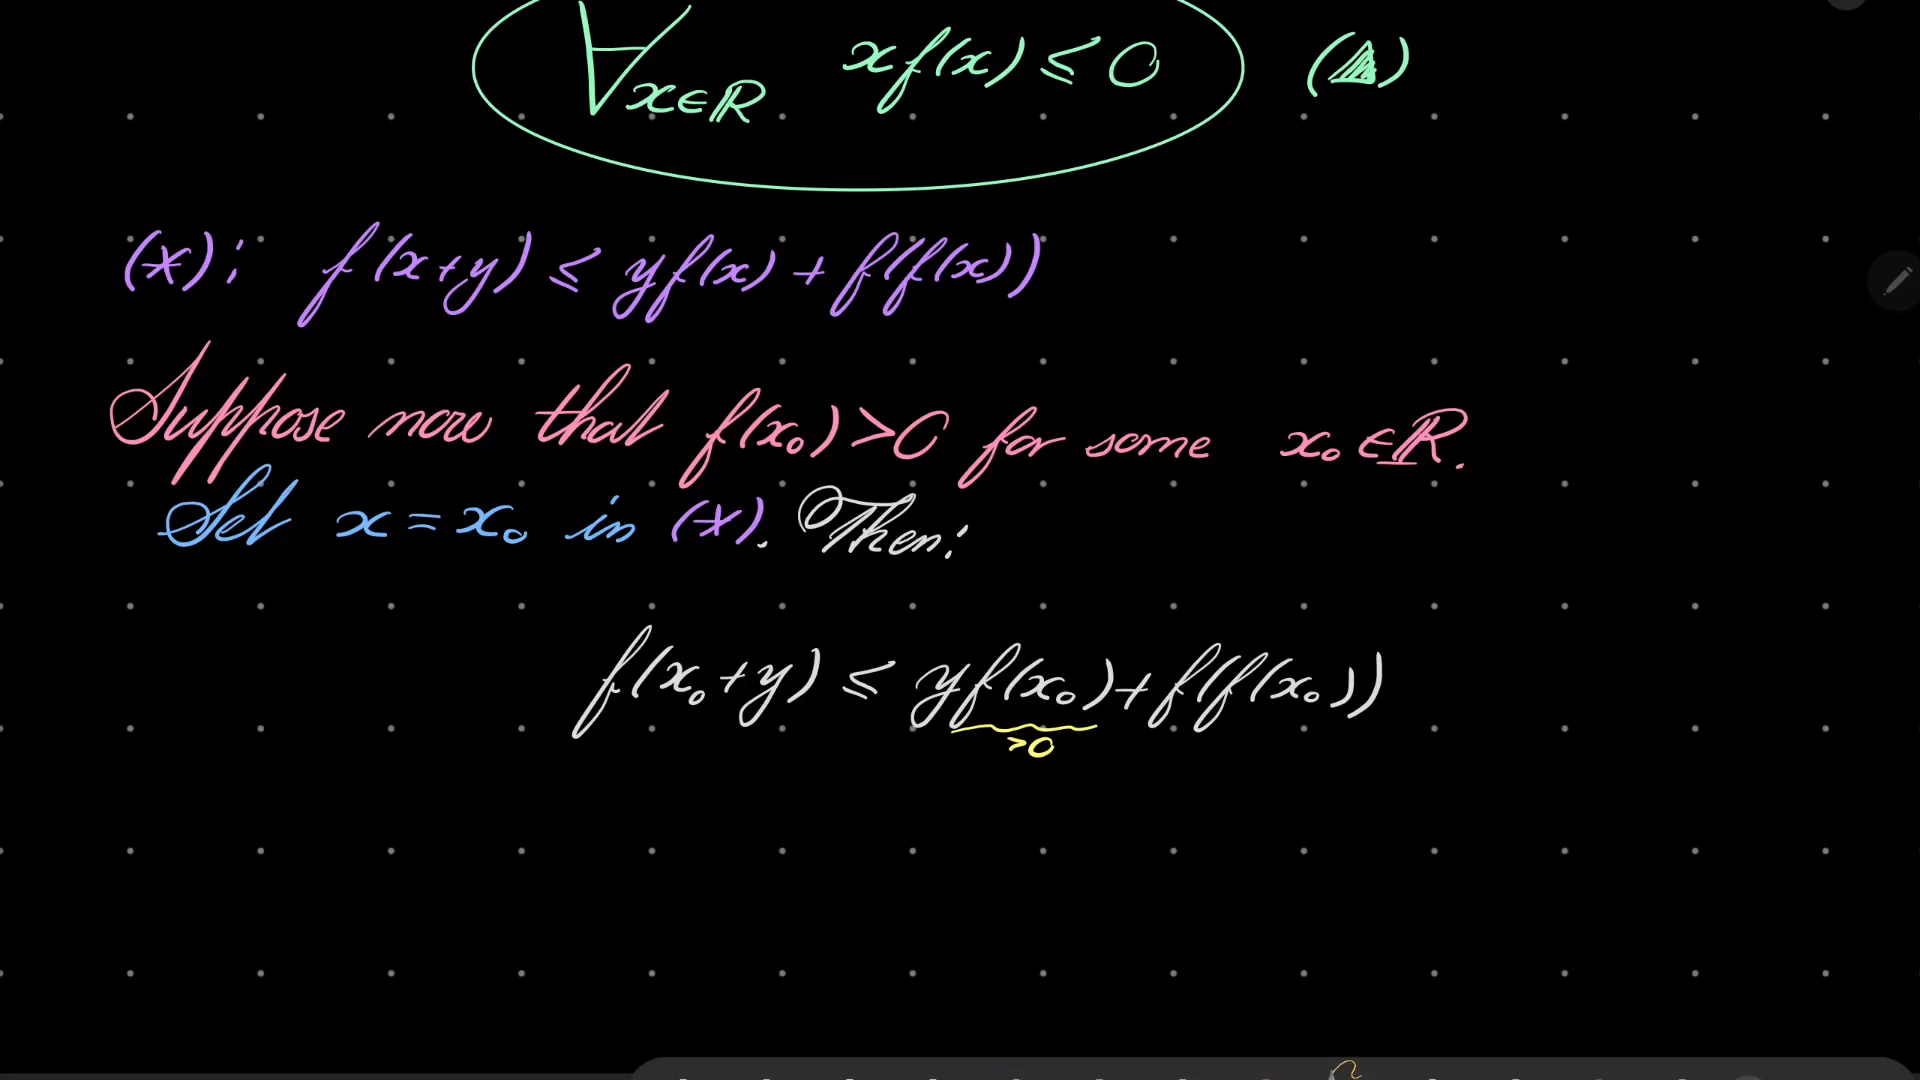 ∀x∈ℝ xf(x) ≤ 0 (▲)
(*): f(x+y) ≤ yf(x) + f(f(x))
Suppose now that f(x₀) > 0 for some x₀ ∈ ℝ.
Set x = x₀ in (*). Then:
f(x₀+y) ≤ yf(x₀) + f(f(x₀))
>0